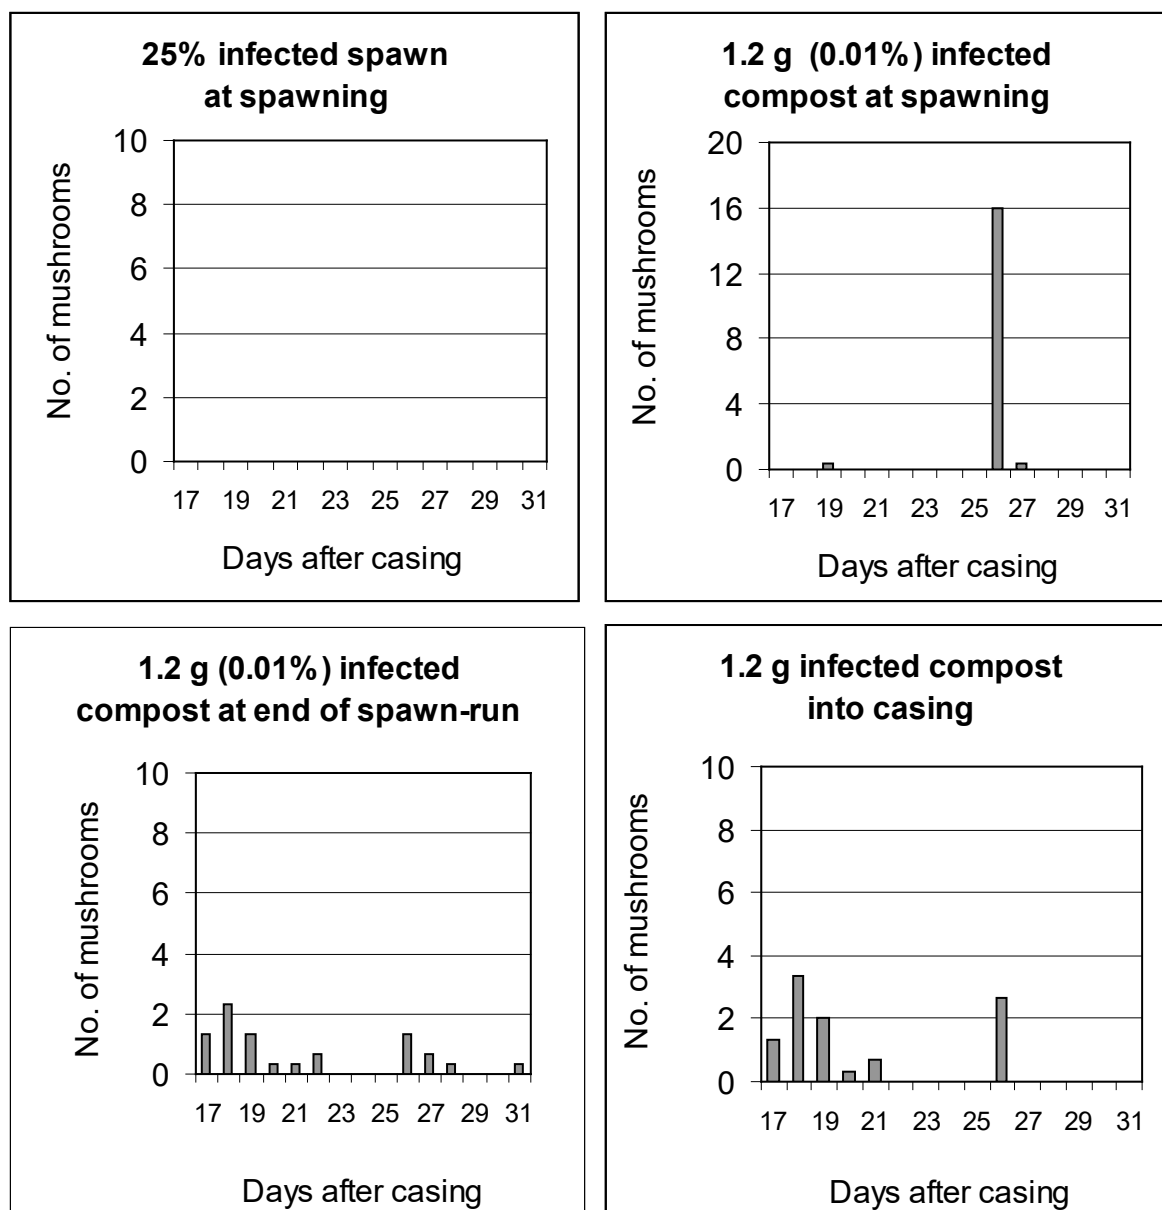 25% infected spawn
at spawning
No. of mushrooms
10
8
6
4
2
0
17 19 21 23 25 27 29 31
Days after casing
1.2 g (0.01%) infected
compost at spawning
No. of mushrooms
20
16
12
8
4
0
17 19 21 23 25 27 29 31
Days after casing
1.2 g (0.01%) infected
compost at end of spawn-run
No. of mushrooms
10
8
6
4
2
0
17 19 21 23 25 27 29 31
Days after casing
1.2 g infected compost
into casing
No. of mushrooms
10
8
6
4
2
0
17 19 21 23 25 27 29 31
Days after casing